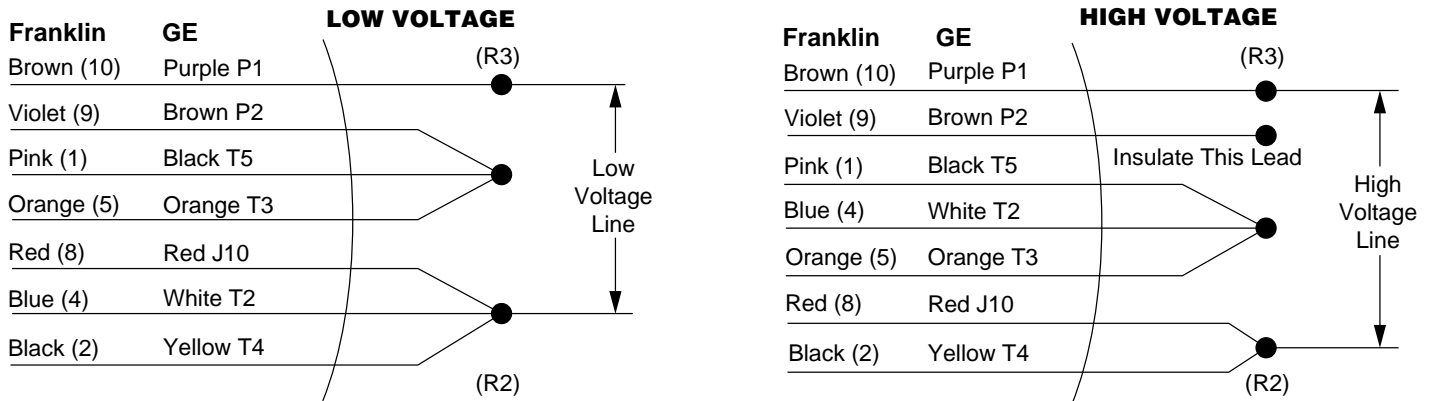 LOW VOLTAGE
Franklin GE
(R3)
Brown (10) Purple P1
Violet (9) Brown P2
Pink (1) Black T5
Orange (5) Orange T3
Low
Voltage
Line
Red (8) Red J10
Blue (4) White T2
Black (2) Yellow T4
(R2)
HIGH VOLTAGE
Franklin GE
(R3)
Brown (10) Purple P1
Violet (9) Brown P2
Insulate This Lead
Pink (1) Black T5
Blue (4) White T2
Orange (5) Orange T3
High
Voltage
Line
Red (8) Red J10
Black (2) Yellow T4
(R2)